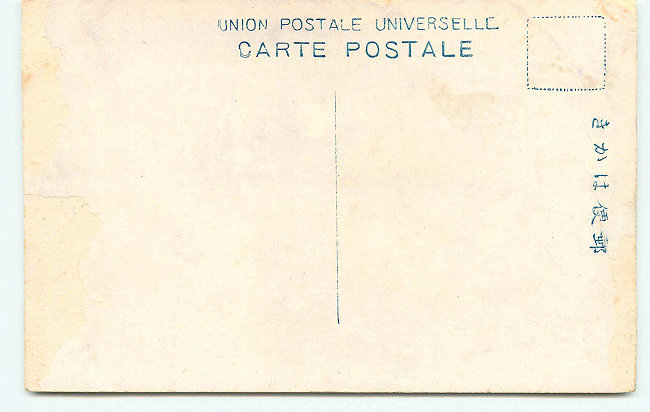 UNION POSTALE UNIVERSELLE
CARTE POSTALE
きかは便郵